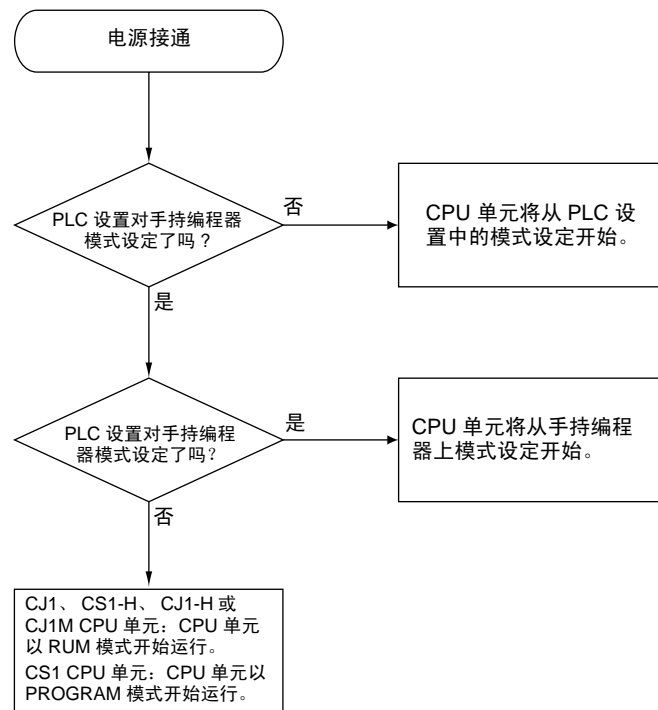 电源接通
PLC 设置对手持编程器
模式设定了吗?
否
CPU 单元将从 PLC 设
置中的模式设定开始。
是
PLC 设置对手持编程
器模式设定了吗?
是
CPU 单元将从手持编程
器上模式设定开始。
否
CJ1、 CS1-H、 CJ1-H 或
CJ1M CPU 单元:CPU 单元
以 RUM 模式开始运行。
CS1 CPU 单元:CPU 单元以
PROGRAM 模式开始运行。